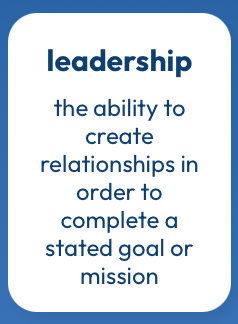 leadership
the ability to
create
relationships in
order to
complete a
stated goal or
mission